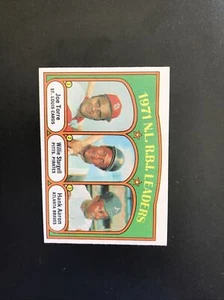 1971 N.L. R.B.I. LEADERS
Joe Torre
ST. LOUIS CARDS
Willie Stargell
PITTS. PIRATES
Hank Aaron
ATLANTA BRAVES